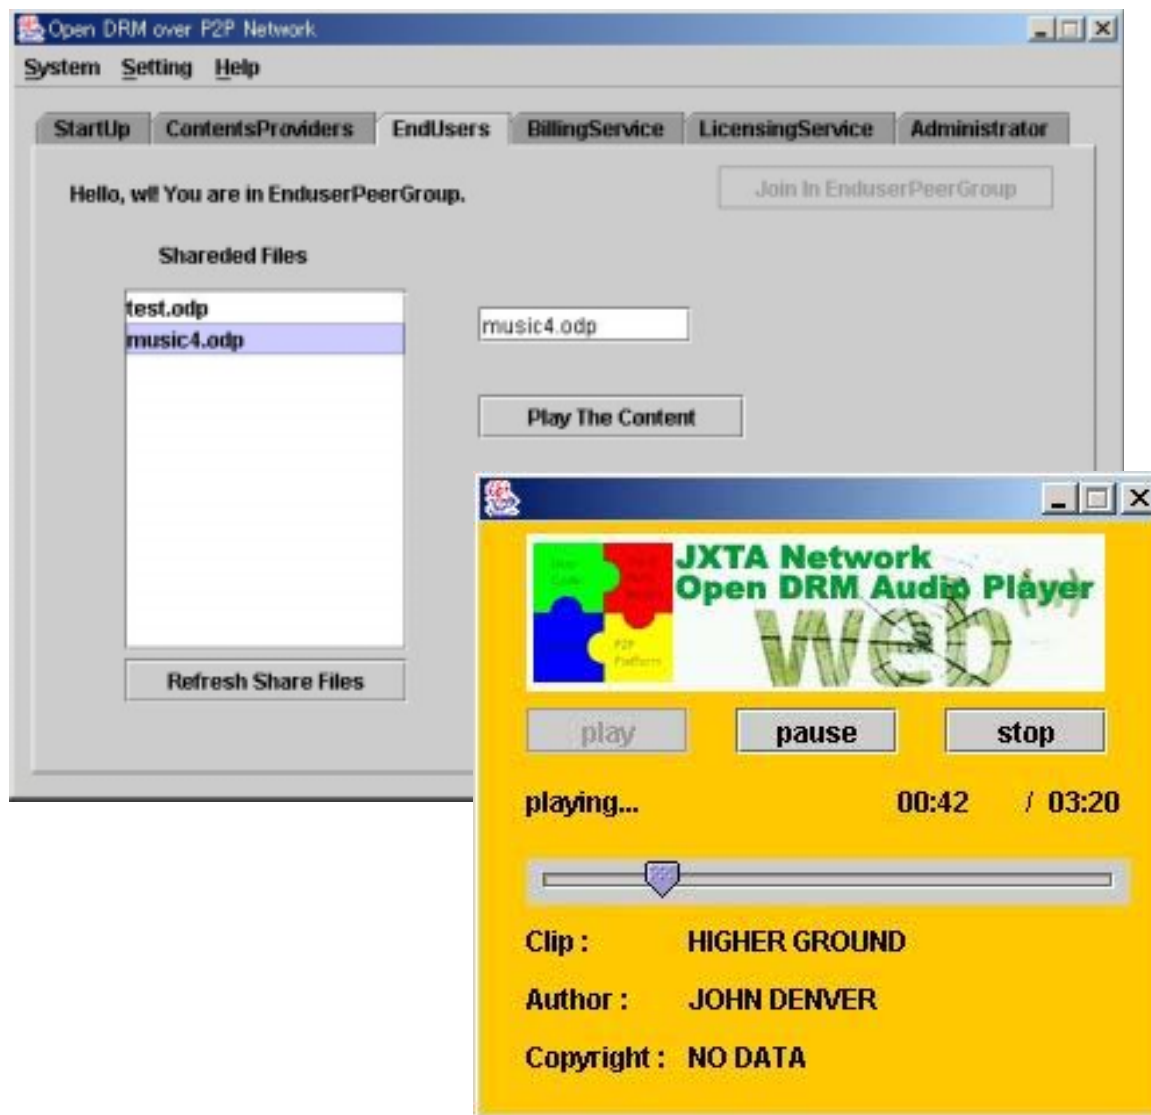 Open DRM over P2P Network
System Setting Help
StartUp ContentsProviders EndUsers BillingService LicensingService Administrator
Hello, wl! You are in EnduserPeerGroup.
Join In EnduserPeerGroup
Shareded Files
test.odp
music4.odp
music4.odp
Play The Content
Refresh Share Files
JXTA Network
Open DRM Audio Player
web
P2P
Platform
play pause stop
playing... 00:42 / 03:20
Clip : HIGHER GROUND
Author : JOHN DENVER
Copyright : NO DATA